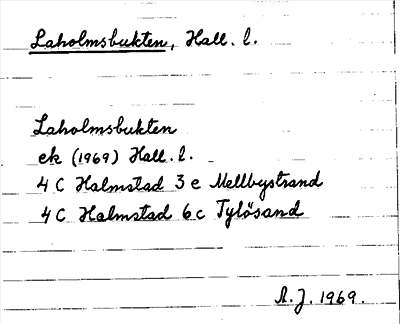 Laholmsbukten, Hall. l.
Laholmsbukten
ek (1969) Hall. l.
4 C Halmstad 3 e Mellbystrand
4 C Halmstad 6 c Tylösand
A. J. 1969.